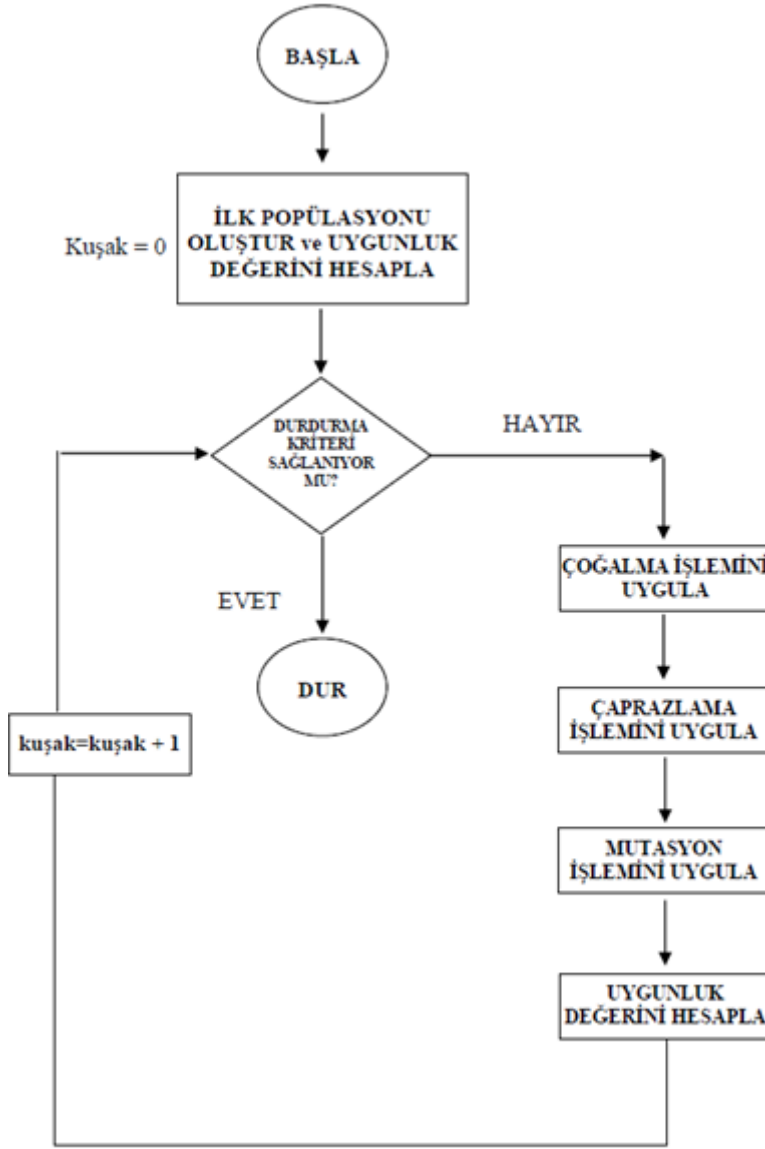 BAŞLA
Kuşak = 0
İLK POPÜLASYONU
OLUŞTUR ve UYGUNLUK
DEĞERİNİ HESAPLA
DURDURMA
KRİTERİ
SAĞLANIYOR
MU?
HAYIR
EVET
DUR
ÇOĞALMA İŞLEMİNİ
UYGULA
ÇAPRAZLAMA
İŞLEMİNİ UYGULA
MUTASYON
İŞLEMİNİ UYGULA
UYGUNLUK
DEĞERİNİ HESAPLA
kuşak=kuşak + 1